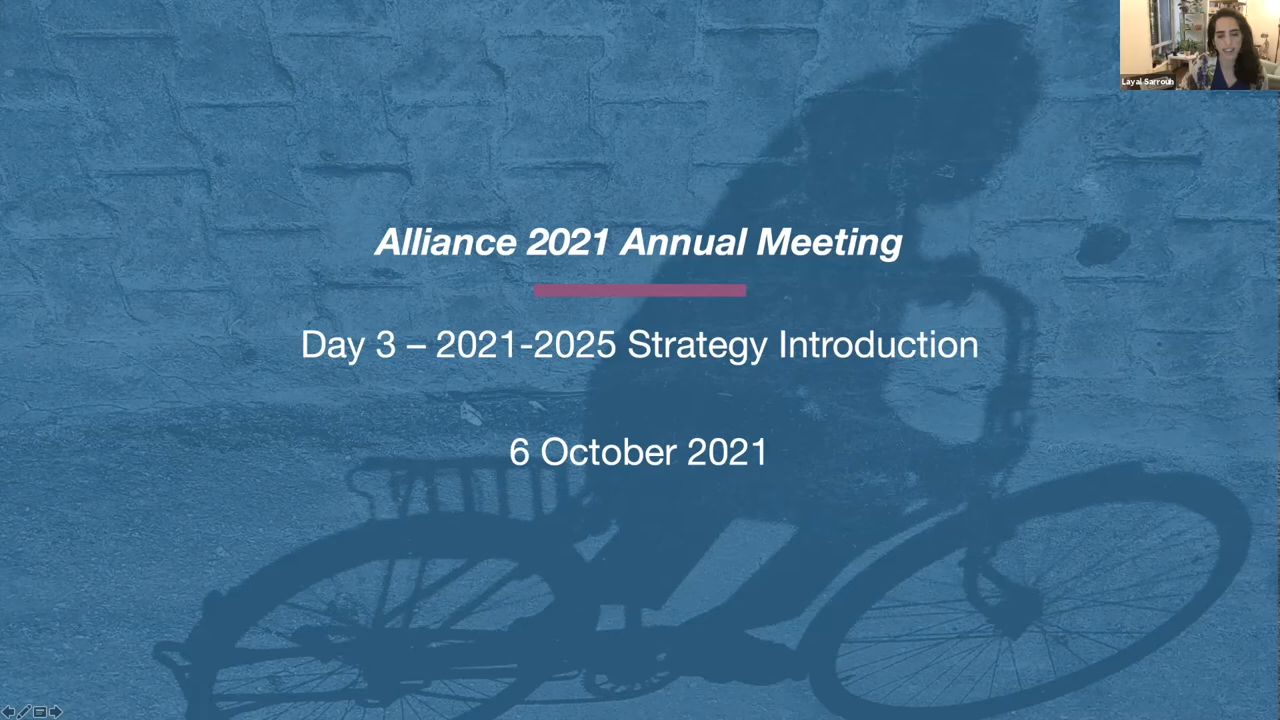 Layal Sarrouh
Alliance 2021 Annual Meeting
Day 3 – 2021-2025 Strategy Introduction
6 October 2021